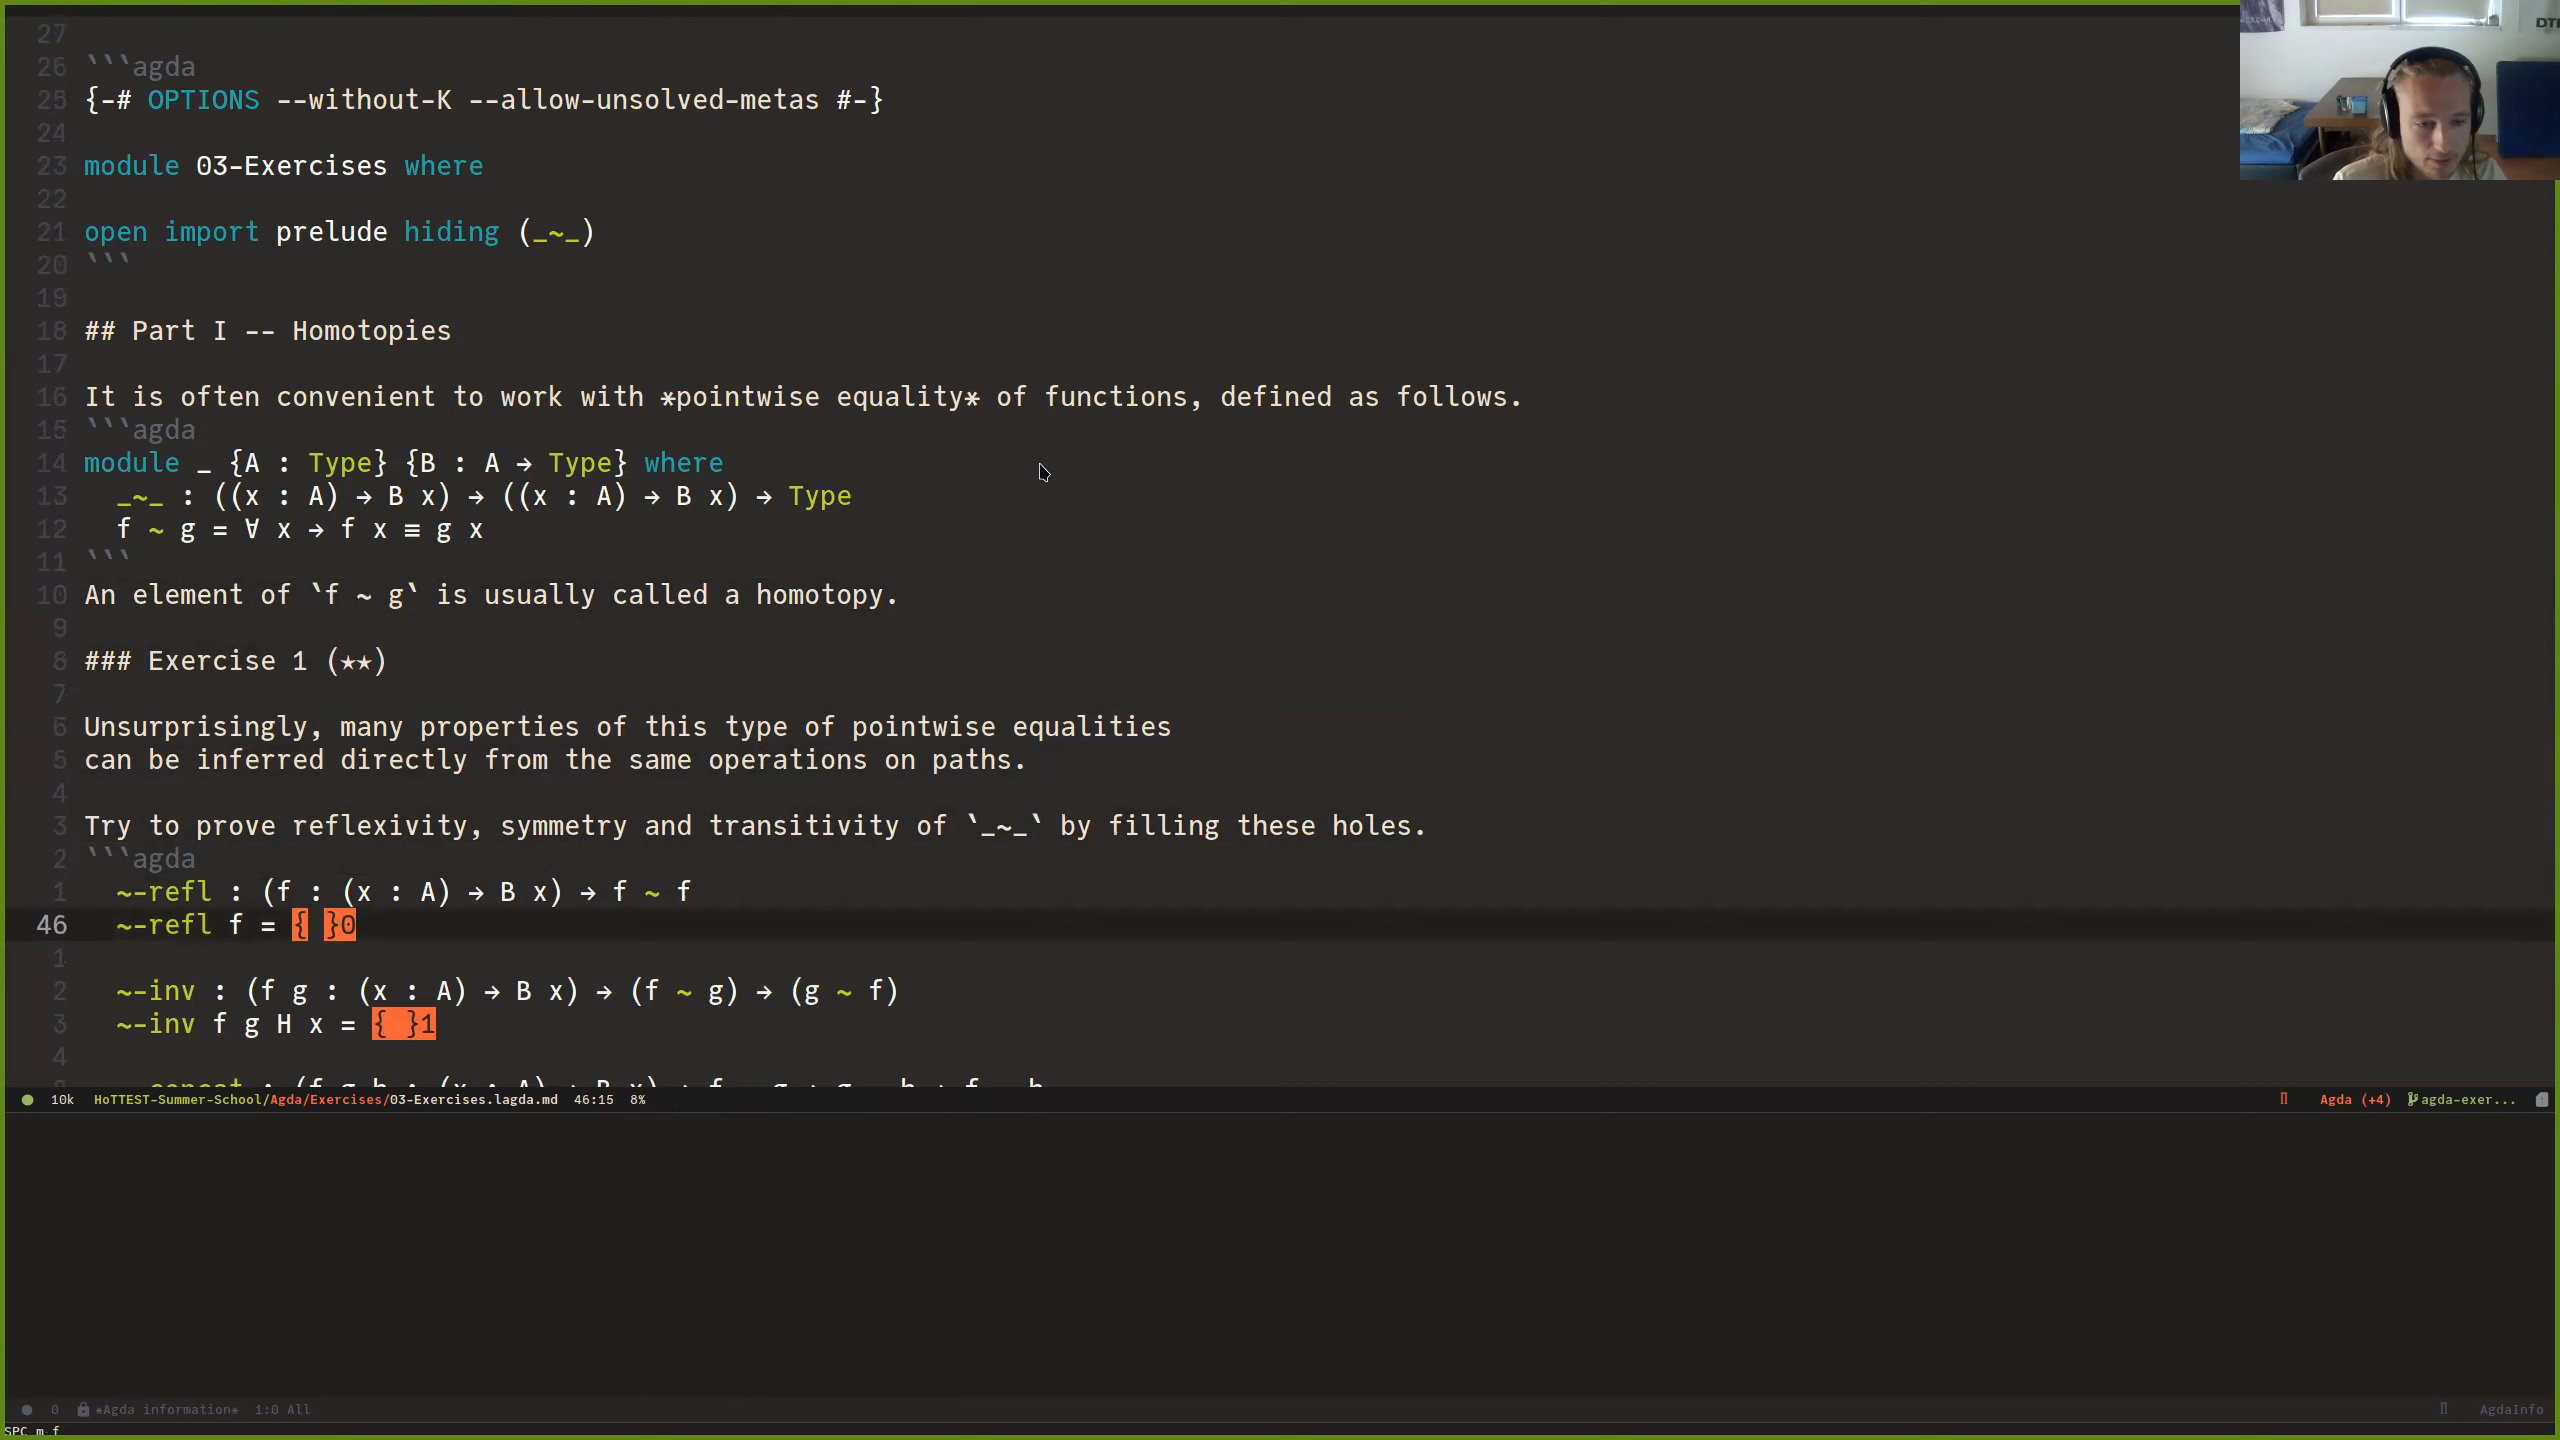 27
26 ```agda
25 {-# OPTIONS --without-K --allow-unsolved-metas #-}
24
23 module 03-Exercises where
22
21 open import prelude hiding (_~_)
20 ```
19
18 ## Part I -- Homotopies
17
16 It is often convenient to work with *pointwise equality* of functions, defined as follows.
15 ```agda
14 module _ {A : Type} {B : A → Type} where
13 _~_ : ((x : A) → B x) → ((x : A) → B x) → Type
12 f ~ g = ∀ x → f x ≡ g x
11 ```
10 An element of `f ~ g` is usually called a homotopy.
9
8 ### Exercise 1 (★★)
7
6 Unsurprisingly, many properties of this type of pointwise equalities
5 can be inferred directly from the same operations on paths.
4
3 Try to prove reflexivity, symmetry and transitivity of `_~_` by filling these holes.
2 ```agda
1 ~-refl : (f : (x : A) → B x) → f ~ f
46 ~-refl f = { }0
1
2 ~-inv : (f g : (x : A) → B x) → (f ~ g) → (g ~ f)
3 ~-inv f g H x = { }1
4
10k HoTTEST-Summer-School/Agda/Exercises/03-Exercises.lagda.md 46:15 8% Agda (+4) agda-exer...
0 *Agda information* 1:0 All AgdaInfo
SPC m f